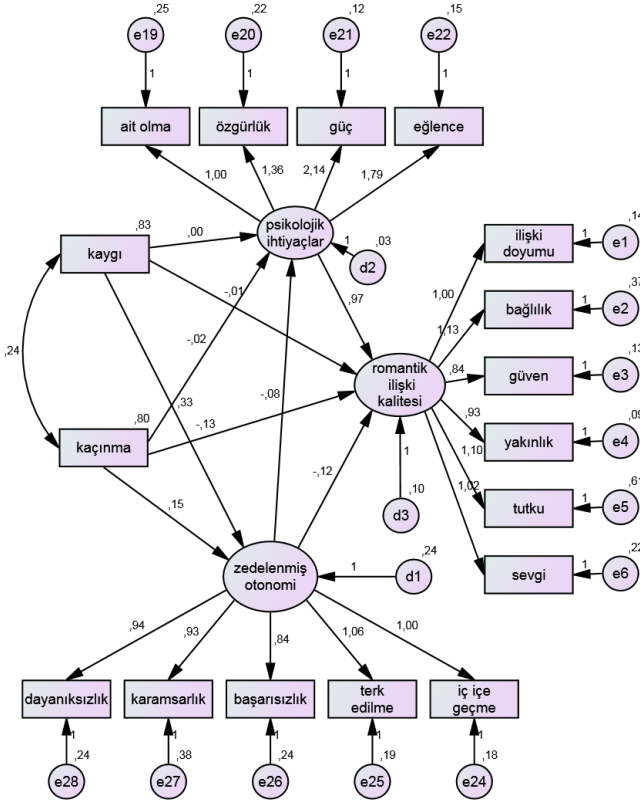 ,25
,22
,12
,15
e19
e20
e21
e22
1
1
1
1
ait olma
özgürlük
güç
eğlence
1,00
1,36
2,14
1,79
,83
,00
psikolojik
ihtiyaçlar
1
,03
d2
kaygı
ilişki
doyumu
1
,14
e1
-,01
,97
1,00
bağlılık
1
,37
e2
,24
-,02
1,13
romantik
ilişki
kalitesi
,84
güven
1
,13
e3
,33
-,08
,80
-,13
,93
yakınlık
1
,09
e4
kaçınma
1,10
-,12
1
1,02
tutku
1
,61
e5
,15
,10
d3
zedelenmiş
otonomi
1
,24
d1
sevgi
1
,22
e6
,94
,93
,84
1,06
1,00
dayanıksızlık
karamsarlık
başarısızlık
terk
edilme
iç içe
geçme
1
1
1
1
1
,24
,38
,24
,19
,18
e28
e27
e26
e25
e24